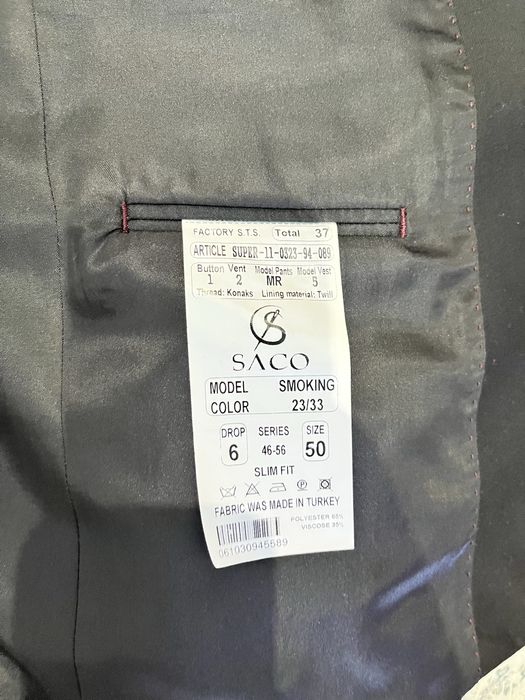 FACTORY S.T.S. Total 37
ARTICLE SUPER-11-0323-94-089
Button Vent Model Pants Model Vest
1 2 MR 5
Thread: Konaks Lining material: Twill
SACO
MODEL SMOKING
COLOR 23/33
DROP SERIES SIZE
6 46-56 50
SLIM FIT
FABRIC WAS MADE IN TURKEY
POLYESTER 65%
VISCOSE 35%
061030945589